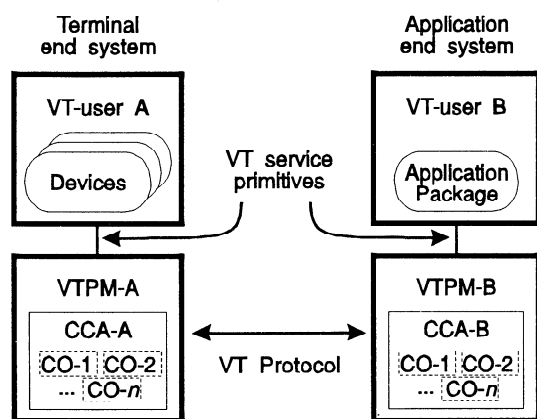 Terminal
end system
Application
end system
VT-user A
Devices
VT service
primitives
VT-user B
Application
Package
VTPM-A
CCA-A
CO-1 CO-2
... CO-n
VT Protocol
VTPM-B
CCA-B
CO-1 CO-2
... CO-n